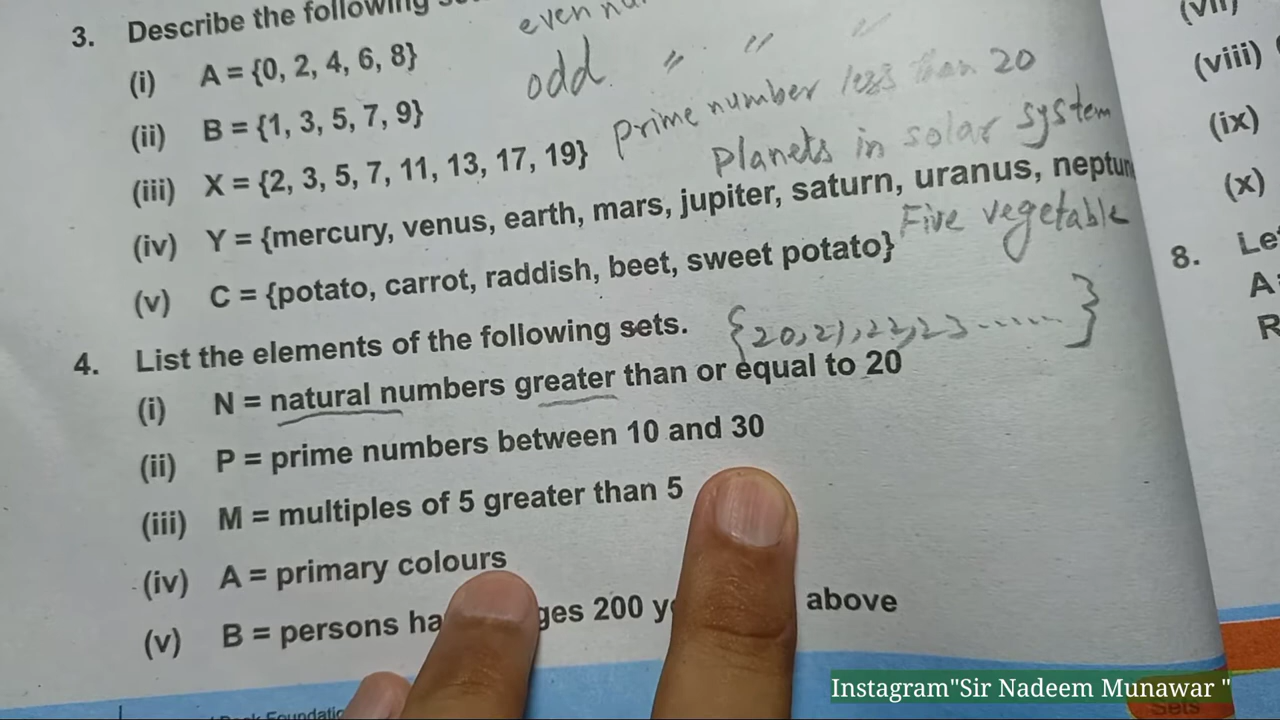 3. Describe the following
even nu
(i) A = {0, 2, 4, 6, 8}
odd " " "
(ii) B = {1, 3, 5, 7, 9}
prime number less than 20
(iii) X = {2, 3, 5, 7, 11, 13, 17, 19}
Planets in solar system
(iv) Y = {mercury, venus, earth, mars, jupiter, saturn, uranus, neptun
Five vegetable
(v) C = {potato, carrot, raddish, beet, sweet potato}
4. List the elements of the following sets.
{20,21,22,23......}
(i) N = natural numbers greater than or equal to 20
(ii) P = prime numbers between 10 and 30
(iii) M = multiples of 5 greater than 5
(iv) A = primary colours
(v) B = persons ha ges 200 y above
(vii)
(viii)
(ix)
(x)
8. Le
A
R
Instagram"Sir Nadeem Munawar "
Sets